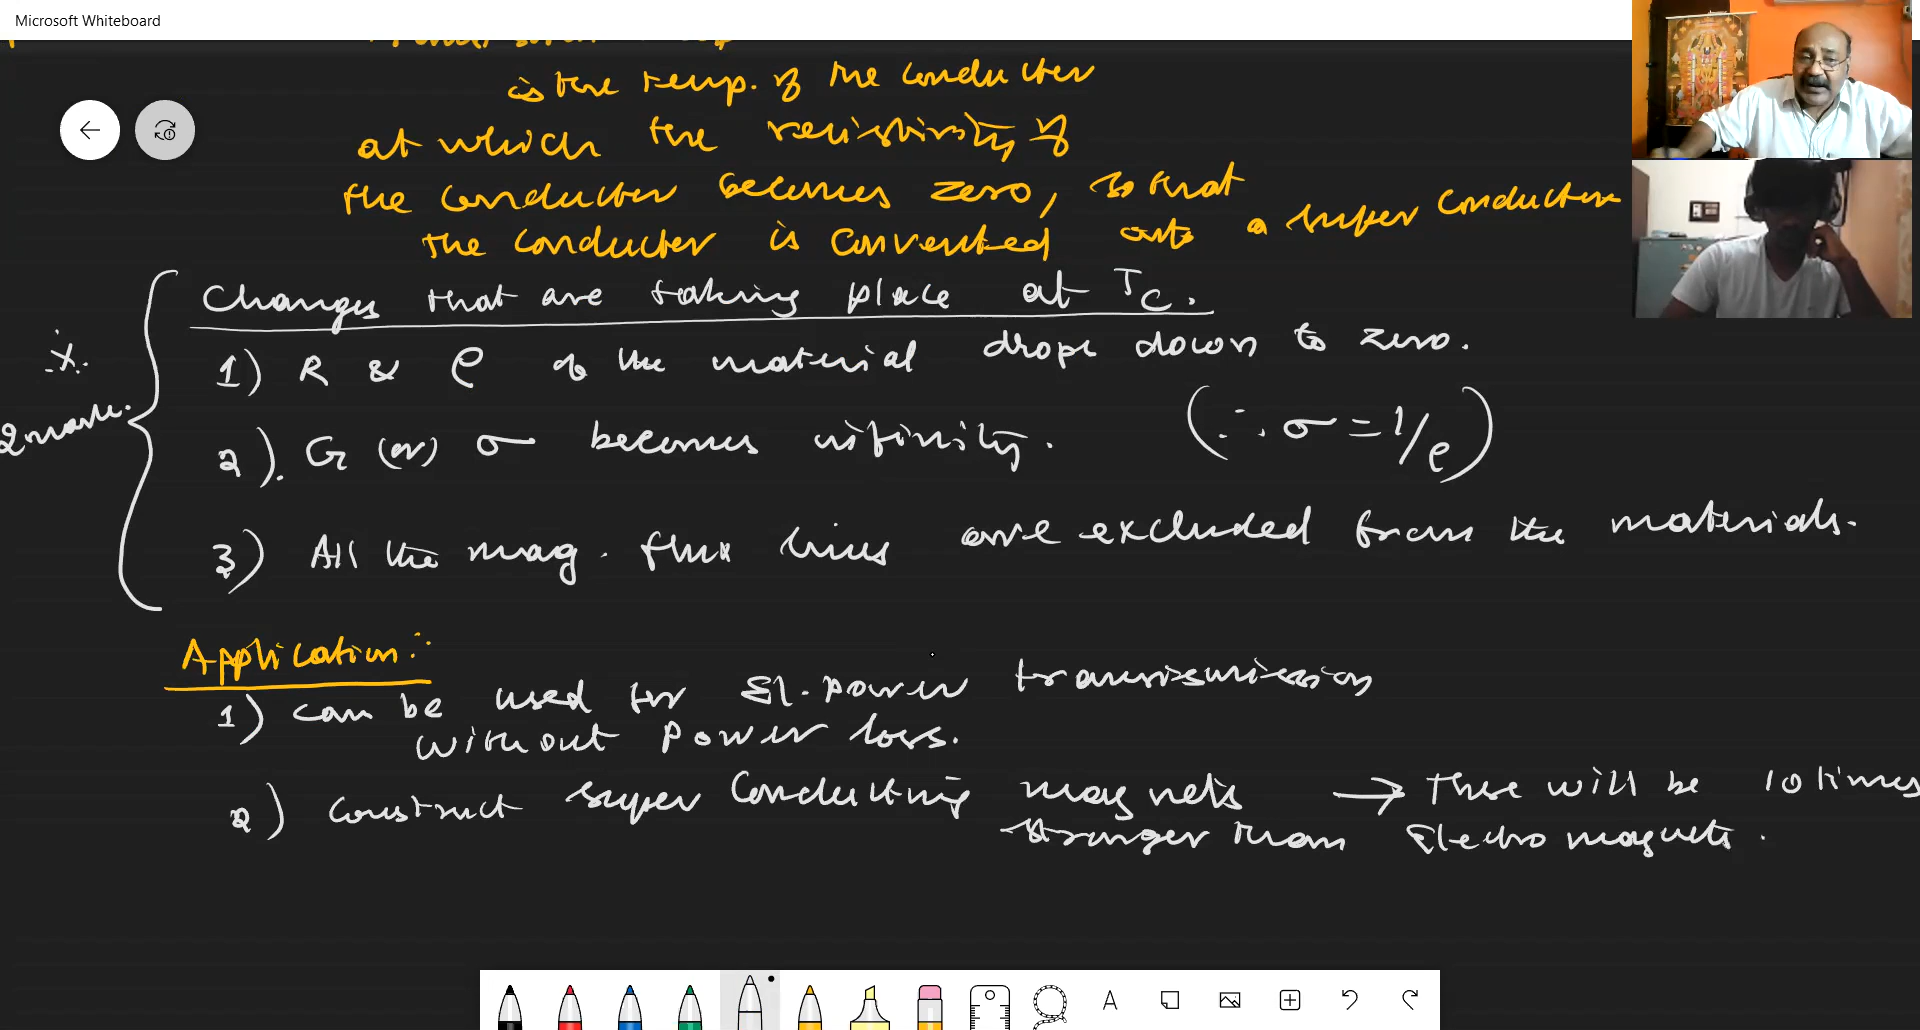 Microsoft Whiteboard
is the temp. of the conductor
at which the resistivity of
the conductor becomes zero, so that
the conductor is converted into a super conductor
Changes that are taking place at Tc.
1) R & ρ of the material drops down to zero.
2). G (or) σ becomes infinity. (∴ σ = 1/ρ)
3) All the mag. flux lines are excluded from the materials.
2 mark.
Application:
1) can be used for El. power transmission
without power loss.
2) construct super conducting magnets → These will be 10 times
stronger than Electro magnets.